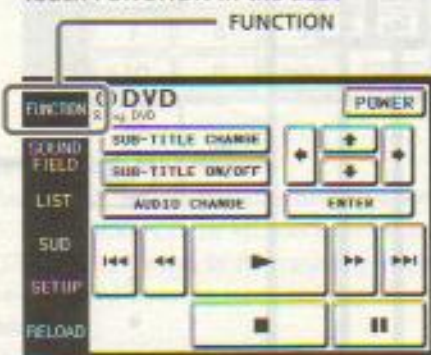 FUNCTION
FUNCTION
DVD
DVD
POWER
SOUND
FIELD
SUB-TITLE CHANGE
SUB-TITLE ON/OFF
LIST
AUDIO CHANGE
ENTER
SUB
SETUP
RELOAD